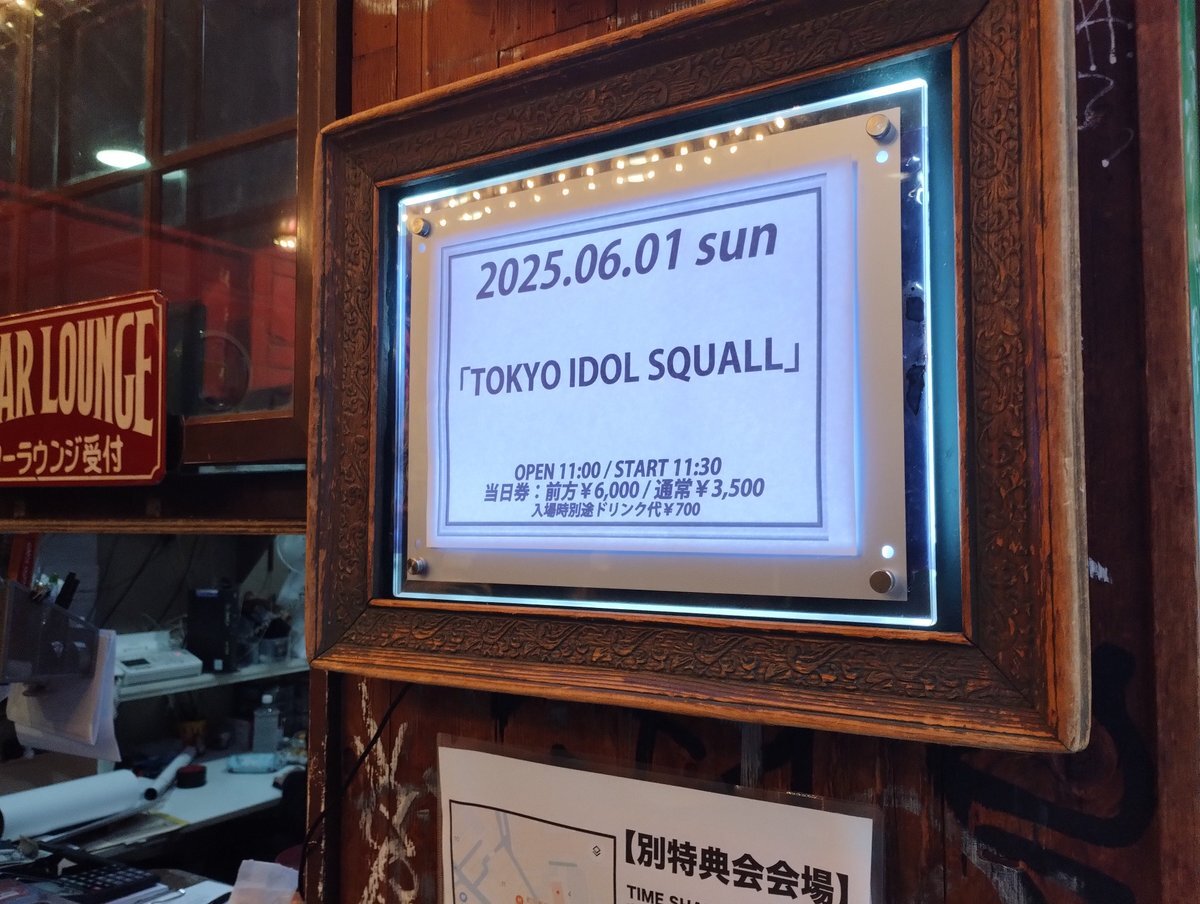 2025.06.01 sun
「TOKYO IDOL SQUALL」
OPEN 11:00 / START 11:30
当日券：前方￥6,000 / 通常￥3,500
入場時別途ドリンク代￥700
AR LOUNGE
ーラウンジ受付
【別特典会会場】
TIME SHA